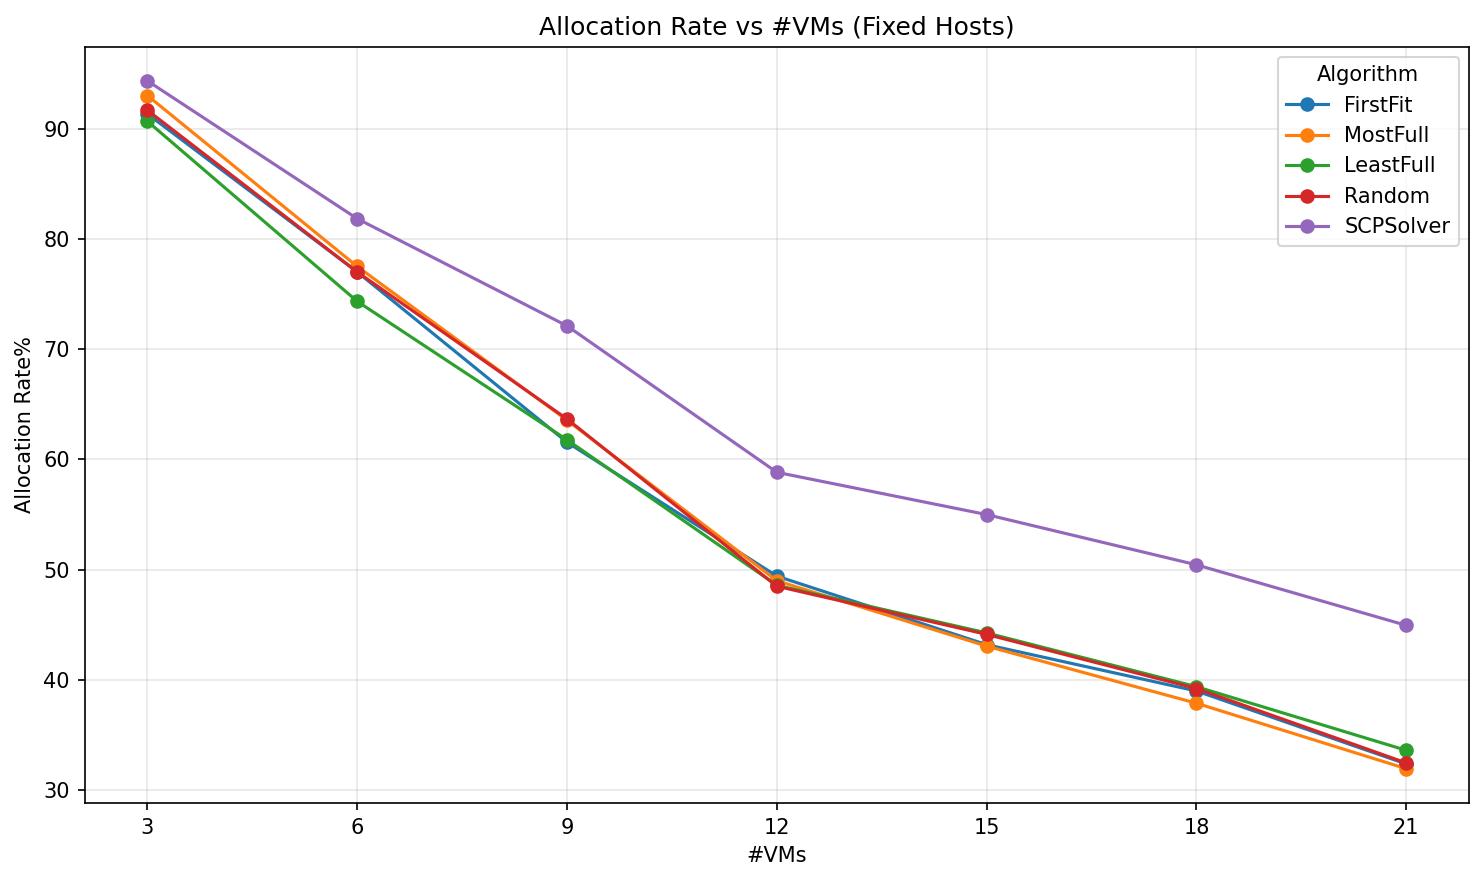 Allocation Rate vs #VMs (Fixed Hosts)
Algorithm
FirstFit
MostFull
LeastFull
Random
SCPSolver
Allocation Rate%
90
80
70
60
50
40
30
3 6 9 12 15 18 21
#VMs